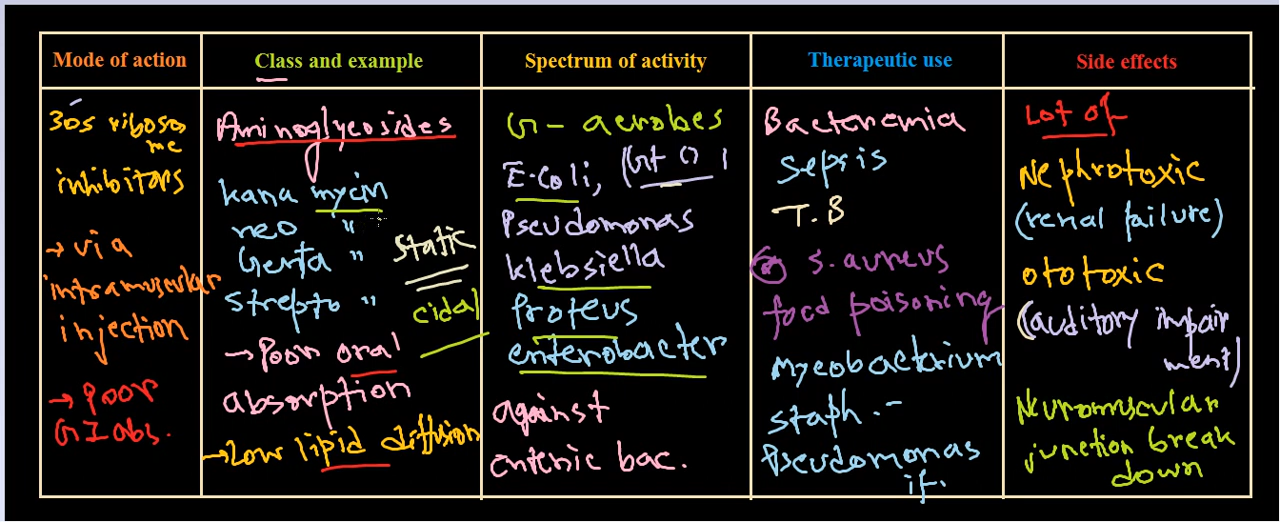 Mode of action
Class and example
Spectrum of activity
Therapeutic use
Side effects
30s riboso
me
inhibitors
→ via
intramuscular
injection
→ Poor
GI abs.
Aminoglycosides
kana mycin
neo "
Genta "
Strepto "
static
cidal
→ Poor oral
absorption
→ Low lipid diffusion
G- aerobes
E.Coli,
Pseudomonas
klebsiella
Proteus
enterobacter
against
enteric bac.
Bacteremia
Sepsis
T.B
S. aureus
food poisoning
Mycobacterium
staph. -
Pseudomonas
if.
Lot of
Nephrotoxic
(renal failure)
ototoxic
(auditory impair
ment)
Neuromuscular
junction break
down